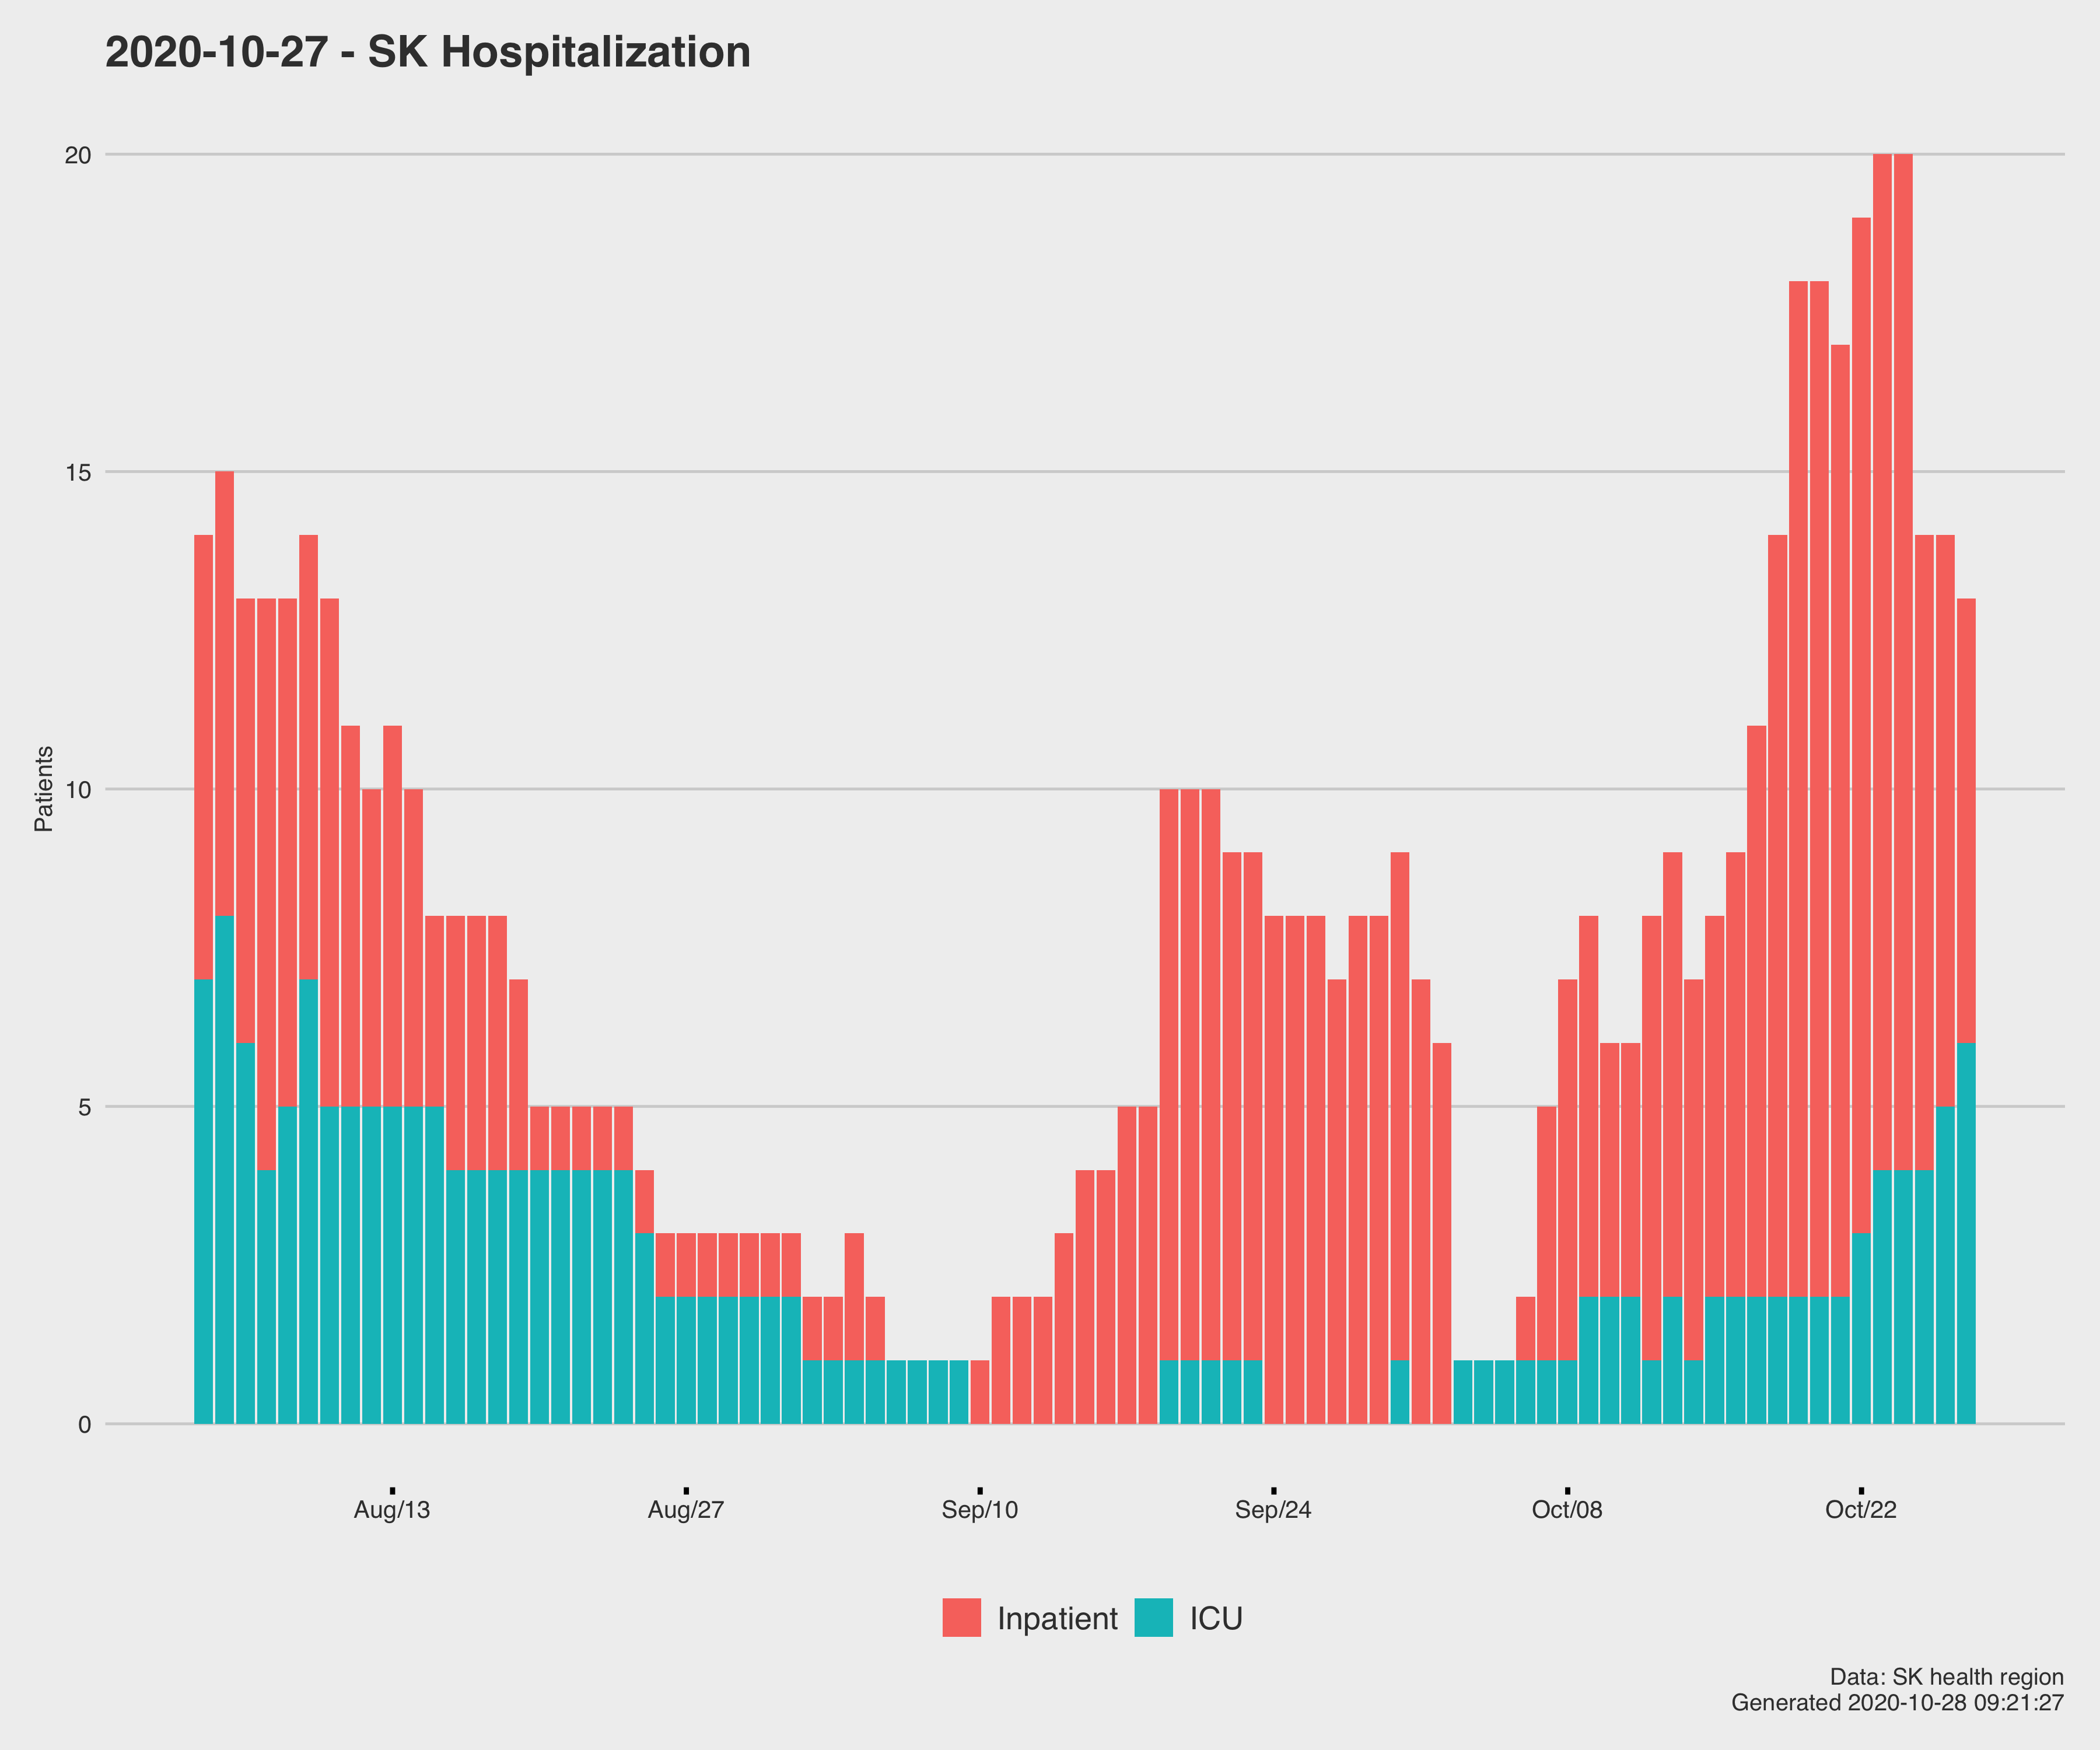 2020-10-27 - SK Hospitalization
20
15
10
5
0
Patients
Aug/13 Aug/27 Sep/10 Sep/24 Oct/08 Oct/22
Inpatient ICU
Data: SK health region
Generated 2020-10-28 09:21:27